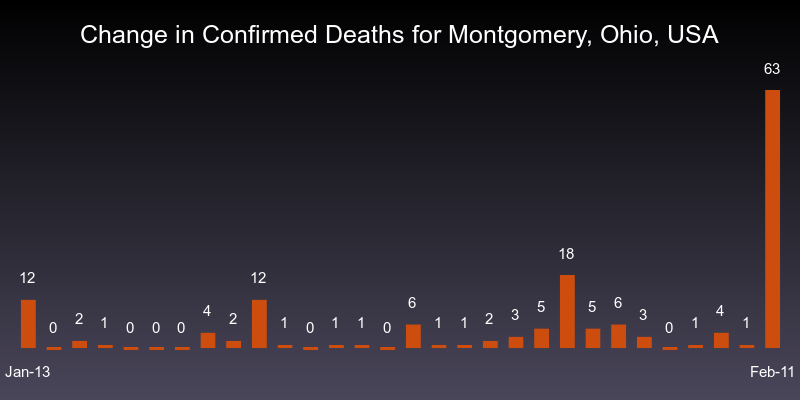 Change in Confirmed Deaths for Montgomery, Ohio, USA
63
18
12 12
6 6
4 5 5 4
2 2 2 3 3
0 1 0 0 0 1 0 1 1 0 1 1 0 1 1
Jan-13 Feb-11